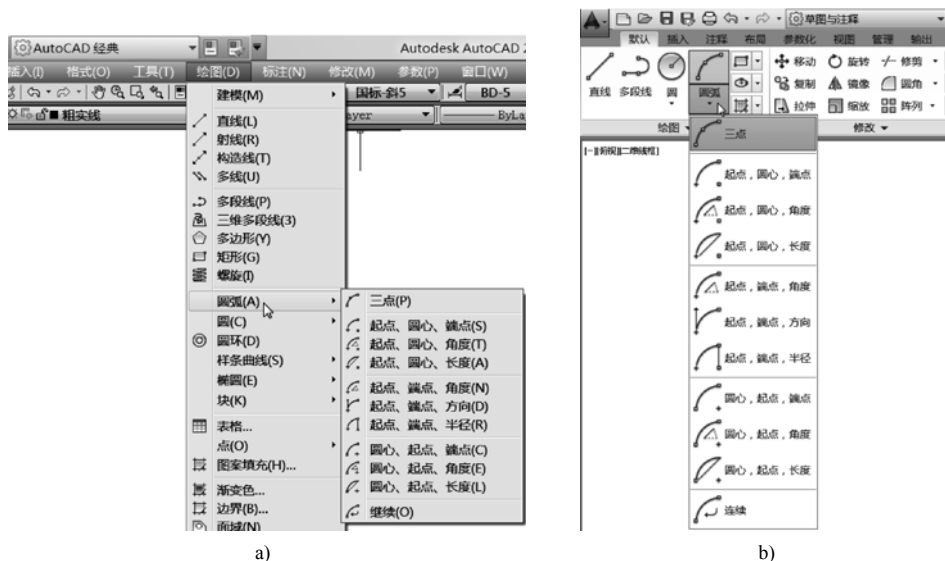 AutoCAD 经典
Autodesk AutoCAD 2
插入(I) 格式(O) 工具(T) 绘图(D) 标注(N) 修改(M) 参数(P) 窗口(W)
国标-斜5 BD-5
粗实线
ayer
ByLa
建模(M)
直线(L)
射线(R)
构造线(T)
多线(U)
多段线(P)
三维多段线(3)
多边形(Y)
矩形(G)
螺旋(I)
圆弧(A)
圆(C)
圆环(D)
样条曲线(S)
椭圆(E)
块(K)
表格...
点(O)
图案填充(H)...
渐变色...
边界(B)...
面域(N)
三点(P)
起点、圆心、端点(S)
起点、圆心、角度(T)
起点、圆心、长度(A)
起点、端点、角度(N)
起点、端点、方向(D)
起点、端点、半径(R)
圆心、起点、端点(C)
圆心、起点、角度(E)
圆心、起点、长度(L)
继续(O)
a)
草图与注释
默认 插入 注释 布局 参数化 视图 管理 输出
直线 多段线 圆 圆弧
移动 旋转 修剪
复制 镜像 圆角
拉伸 缩放 阵列
绘图 修改
[-][俯视][二维线框]
三点
起点，圆心，端点
起点，圆心，角度
起点，圆心，长度
起点，端点，角度
起点，端点，方向
起点，端点，半径
圆心，起点，端点
圆心，起点，角度
圆心，起点，长度
连续
b)